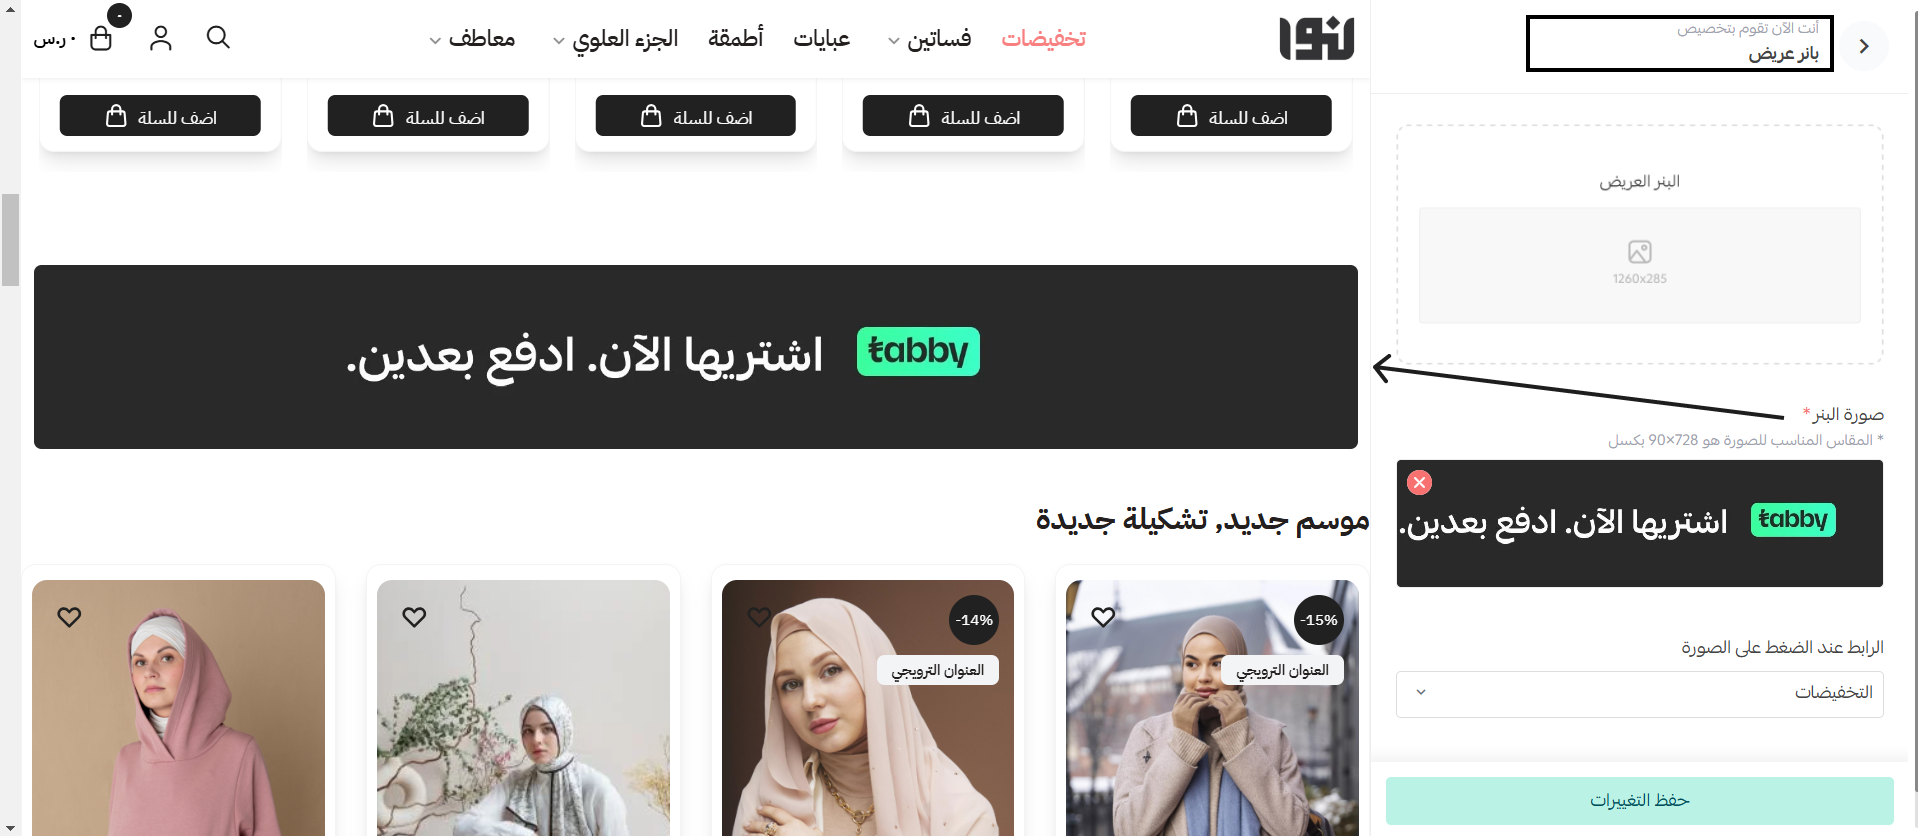 أنت الآن تقوم بتخصيص
بانر عريض
البنر العريض
1260x285
صورة البنر *
* المقاس المناسب للصورة هو 728×90 بكسل
tabby اشتريها الآن. ادفع بعدين.
الرابط عند الضغط على الصورة
التخفيضات
حفظ التغييرات
لنوا
تخفيضات
فساتين
عبايات
أطمقة
الجزء العلوي
معاطف
٠ ر.س
اضف للسلة
اضف للسلة
اضف للسلة
اضف للسلة
اضف للسلة
tabby اشتريها الآن. ادفع بعدين.
موسم جديد, تشكيلة جديدة
-15%
العنوان الترويجي
-14%
العنوان الترويجي